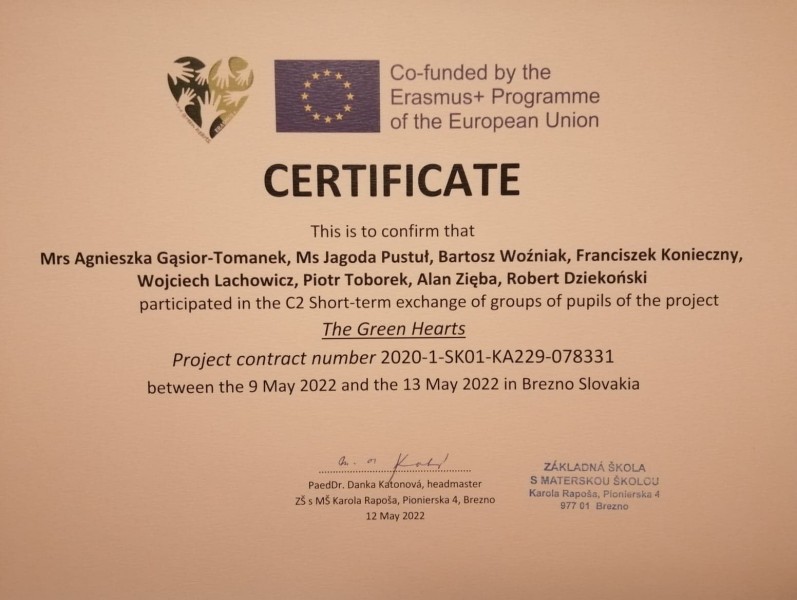 Co-funded by the
Erasmus+ Programme
of the European Union
CERTIFICATE
This is to confirm that
Mrs Agnieszka Gąsior-Tomanek, Ms Jagoda Pustuł, Bartosz Woźniak, Franciszek Konieczny,
Wojciech Lachowicz, Piotr Toborek, Alan Zięba, Robert Dziekoński
participated in the C2 Short-term exchange of groups of pupils of the project
The Green Hearts
Project contract number 2020-1-SK01-KA229-078331
between the 9 May 2022 and the 13 May 2022 in Brezno Slovakia
PaedDr. Danka Katonová, headmaster
ZŠ s MŠ Karola Rapoša, Pionierska 4, Brezno
12 May 2022
ZÁKLADNÁ ŠKOLA
S MATERSKOU ŠKOLOU
Karola Rapoša, Pionierska 4
977 01 Brezno